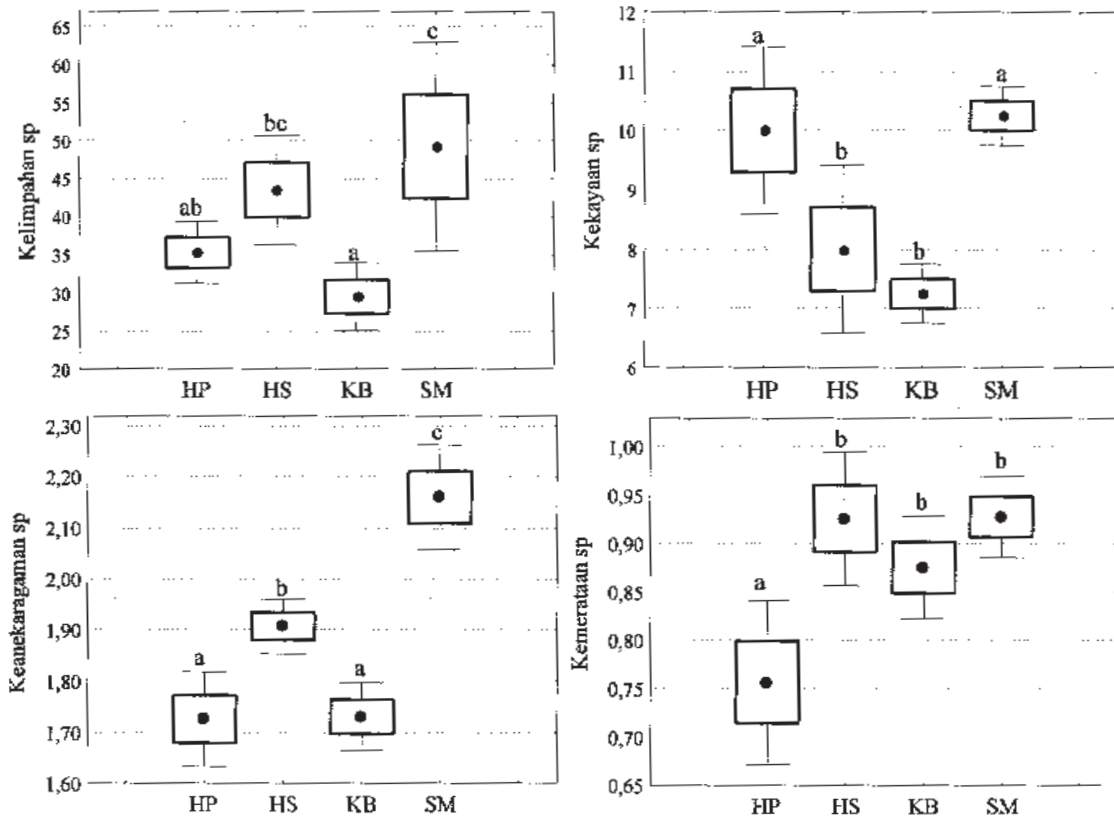 Kelimpahan sp
65
60
55
50
45
40
35
30
25
20
ab
bc
a
c
HP HS KB SM
Kekayaan sp
12
11
10
9
8
7
6
a
b
b
a
HP HS KB SM
Keanekaragaman sp
2,30
2,20
2,10
2,00
1,90
1,80
1,70
1,60
a
b
a
c
HP HS KB SM
Kemerataan sp
1,00
0,95
0,90
0,85
0,80
0,75
0,70
0,65
a
b
b
b
HP HS KB SM